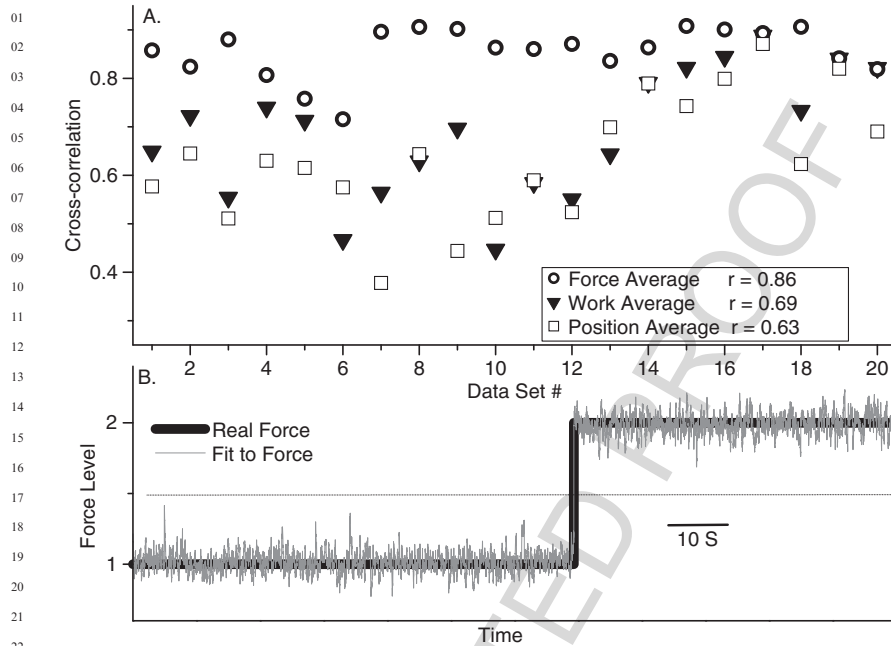 01
02
03
04
05
06
07
08
09
10
11
12
13
14
15
16
17
18
19
20
21
22
A.
Cross-correlation
0.8
0.6
0.4
Force Average r = 0.86
Work Average r = 0.69
Position Average r = 0.63
2 4 6 8 10 12 14 16 18 20
Data Set #
B.
Force Level
2
1
Real Force
Fit to Force
10 S
Time
TED PROOF